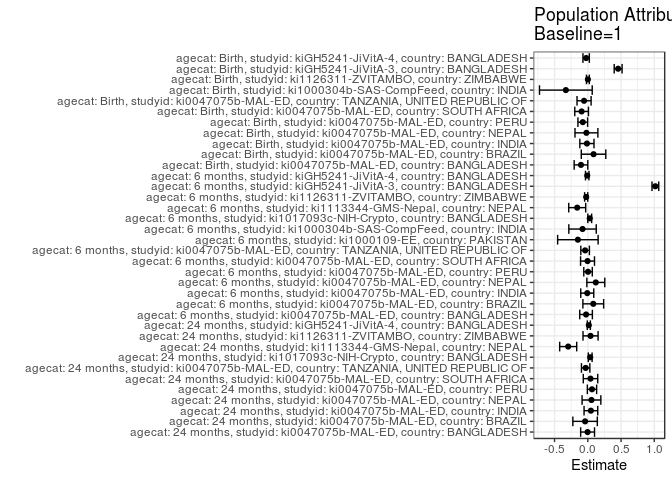 Population Attribu
Baseline=1
agecat: Birth, studyid: kiGH5241-JiVitA-4, country: BANGLADESH
agecat: Birth, studyid: kiGH5241-JiVitA-3, country: BANGLADESH
agecat: Birth, studyid: ki1126311-ZVITAMBO, country: ZIMBABWE
agecat: Birth, studyid: ki1000304b-SAS-CompFeed, country: INDIA
agecat: Birth, studyid: ki0047075b-MAL-ED, country: TANZANIA, UNITED REPUBLIC OF
agecat: Birth, studyid: ki0047075b-MAL-ED, country: SOUTH AFRICA
agecat: Birth, studyid: ki0047075b-MAL-ED, country: PERU
agecat: Birth, studyid: ki0047075b-MAL-ED, country: NEPAL
agecat: Birth, studyid: ki0047075b-MAL-ED, country: INDIA
agecat: Birth, studyid: ki0047075b-MAL-ED, country: BRAZIL
agecat: Birth, studyid: ki0047075b-MAL-ED, country: BANGLADESH
agecat: 6 months, studyid: kiGH5241-JiVitA-4, country: BANGLADESH
agecat: 6 months, studyid: kiGH5241-JiVitA-3, country: BANGLADESH
agecat: 6 months, studyid: ki1126311-ZVITAMBO, country: ZIMBABWE
agecat: 6 months, studyid: ki1113344-GMS-Nepal, country: NEPAL
agecat: 6 months, studyid: ki1017093c-NIH-Crypto, country: BANGLADESH
agecat: 6 months, studyid: ki1000304b-SAS-CompFeed, country: INDIA
agecat: 6 months, studyid: ki1000109-EE, country: PAKISTAN
agecat: 6 months, studyid: ki0047075b-MAL-ED, country: TANZANIA, UNITED REPUBLIC OF
agecat: 6 months, studyid: ki0047075b-MAL-ED, country: SOUTH AFRICA
agecat: 6 months, studyid: ki0047075b-MAL-ED, country: PERU
agecat: 6 months, studyid: ki0047075b-MAL-ED, country: NEPAL
agecat: 6 months, studyid: ki0047075b-MAL-ED, country: INDIA
agecat: 6 months, studyid: ki0047075b-MAL-ED, country: BRAZIL
agecat: 6 months, studyid: ki0047075b-MAL-ED, country: BANGLADESH
agecat: 24 months, studyid: kiGH5241-JiVitA-4, country: BANGLADESH
agecat: 24 months, studyid: ki1126311-ZVITAMBO, country: ZIMBABWE
agecat: 24 months, studyid: ki1113344-GMS-Nepal, country: NEPAL
agecat: 24 months, studyid: ki1017093c-NIH-Crypto, country: BANGLADESH
agecat: 24 months, studyid: ki0047075b-MAL-ED, country: TANZANIA, UNITED REPUBLIC OF
agecat: 24 months, studyid: ki0047075b-MAL-ED, country: SOUTH AFRICA
agecat: 24 months, studyid: ki0047075b-MAL-ED, country: PERU
agecat: 24 months, studyid: ki0047075b-MAL-ED, country: NEPAL
agecat: 24 months, studyid: ki0047075b-MAL-ED, country: INDIA
agecat: 24 months, studyid: ki0047075b-MAL-ED, country: BRAZIL
agecat: 24 months, studyid: ki0047075b-MAL-ED, country: BANGLADESH
-0.5 0.0 0.5 1.0
Estimate